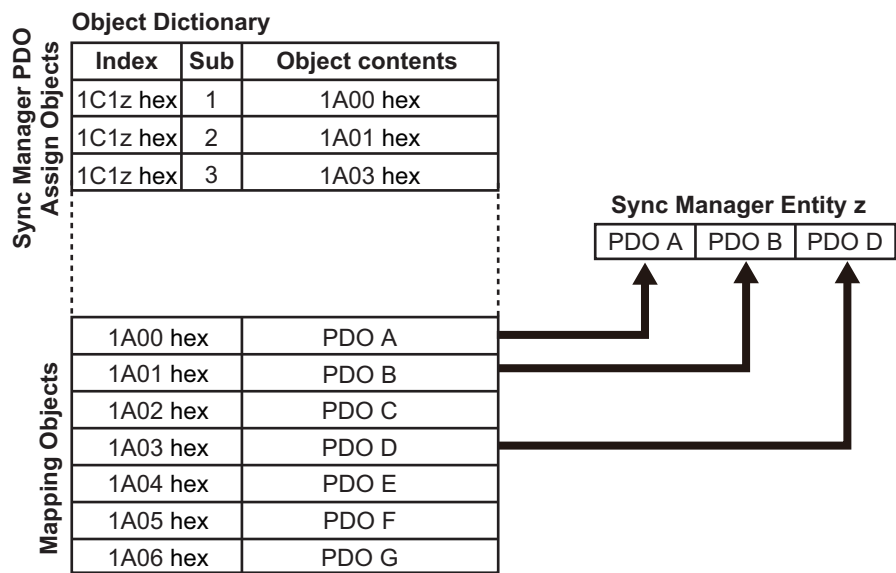 Object Dictionary
Sync Manager PDO
Assign Objects
Index Sub Object contents
1C1z hex 1 1A00 hex
1C1z hex 2 1A01 hex
1C1z hex 3 1A03 hex
Sync Manager Entity z
PDO A PDO B PDO D
Mapping Objects
1A00 hex PDO A
1A01 hex PDO B
1A02 hex PDO C
1A03 hex PDO D
1A04 hex PDO E
1A05 hex PDO F
1A06 hex PDO G